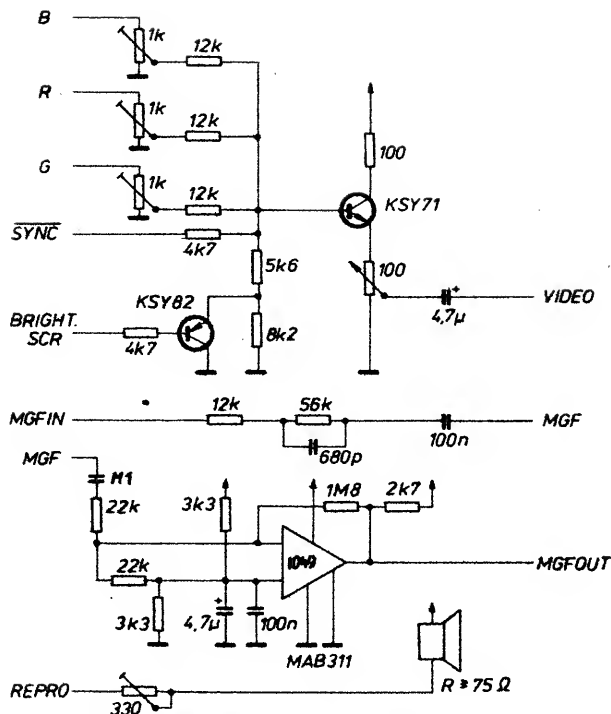 B
1k
12k
R
1k
12k
100
G
1k
12k
KSY71
SYNC
4k7
5k6
100
KSY82
+
VIDEO
4,7µ
BRIGHT.
SCR
4k7
8k2
MGFIN
12k
56k
MGF
680p
100n
MGF
M1
3k3
1M8
2k7
22k
22k
MGFOUT
3k3
+
4,7µ
100n
MAB311
REPRO
330
R ≥ 75 Ω